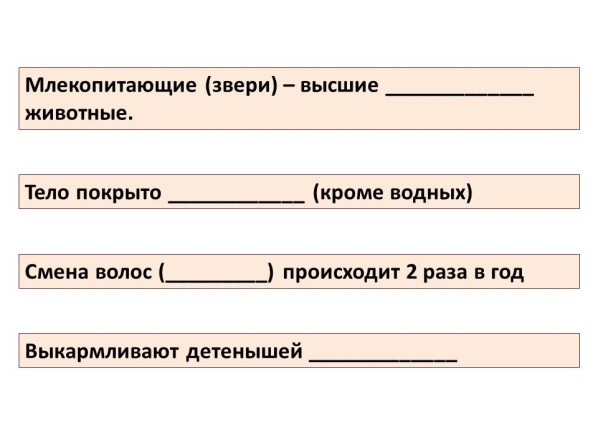 Млекопитающие (звери) – высшие _____________
животные.
Тело покрыто ____________ (кроме водных)
Смена волос (_________) происходит 2 раза в год
Выкармливают детенышей _____________